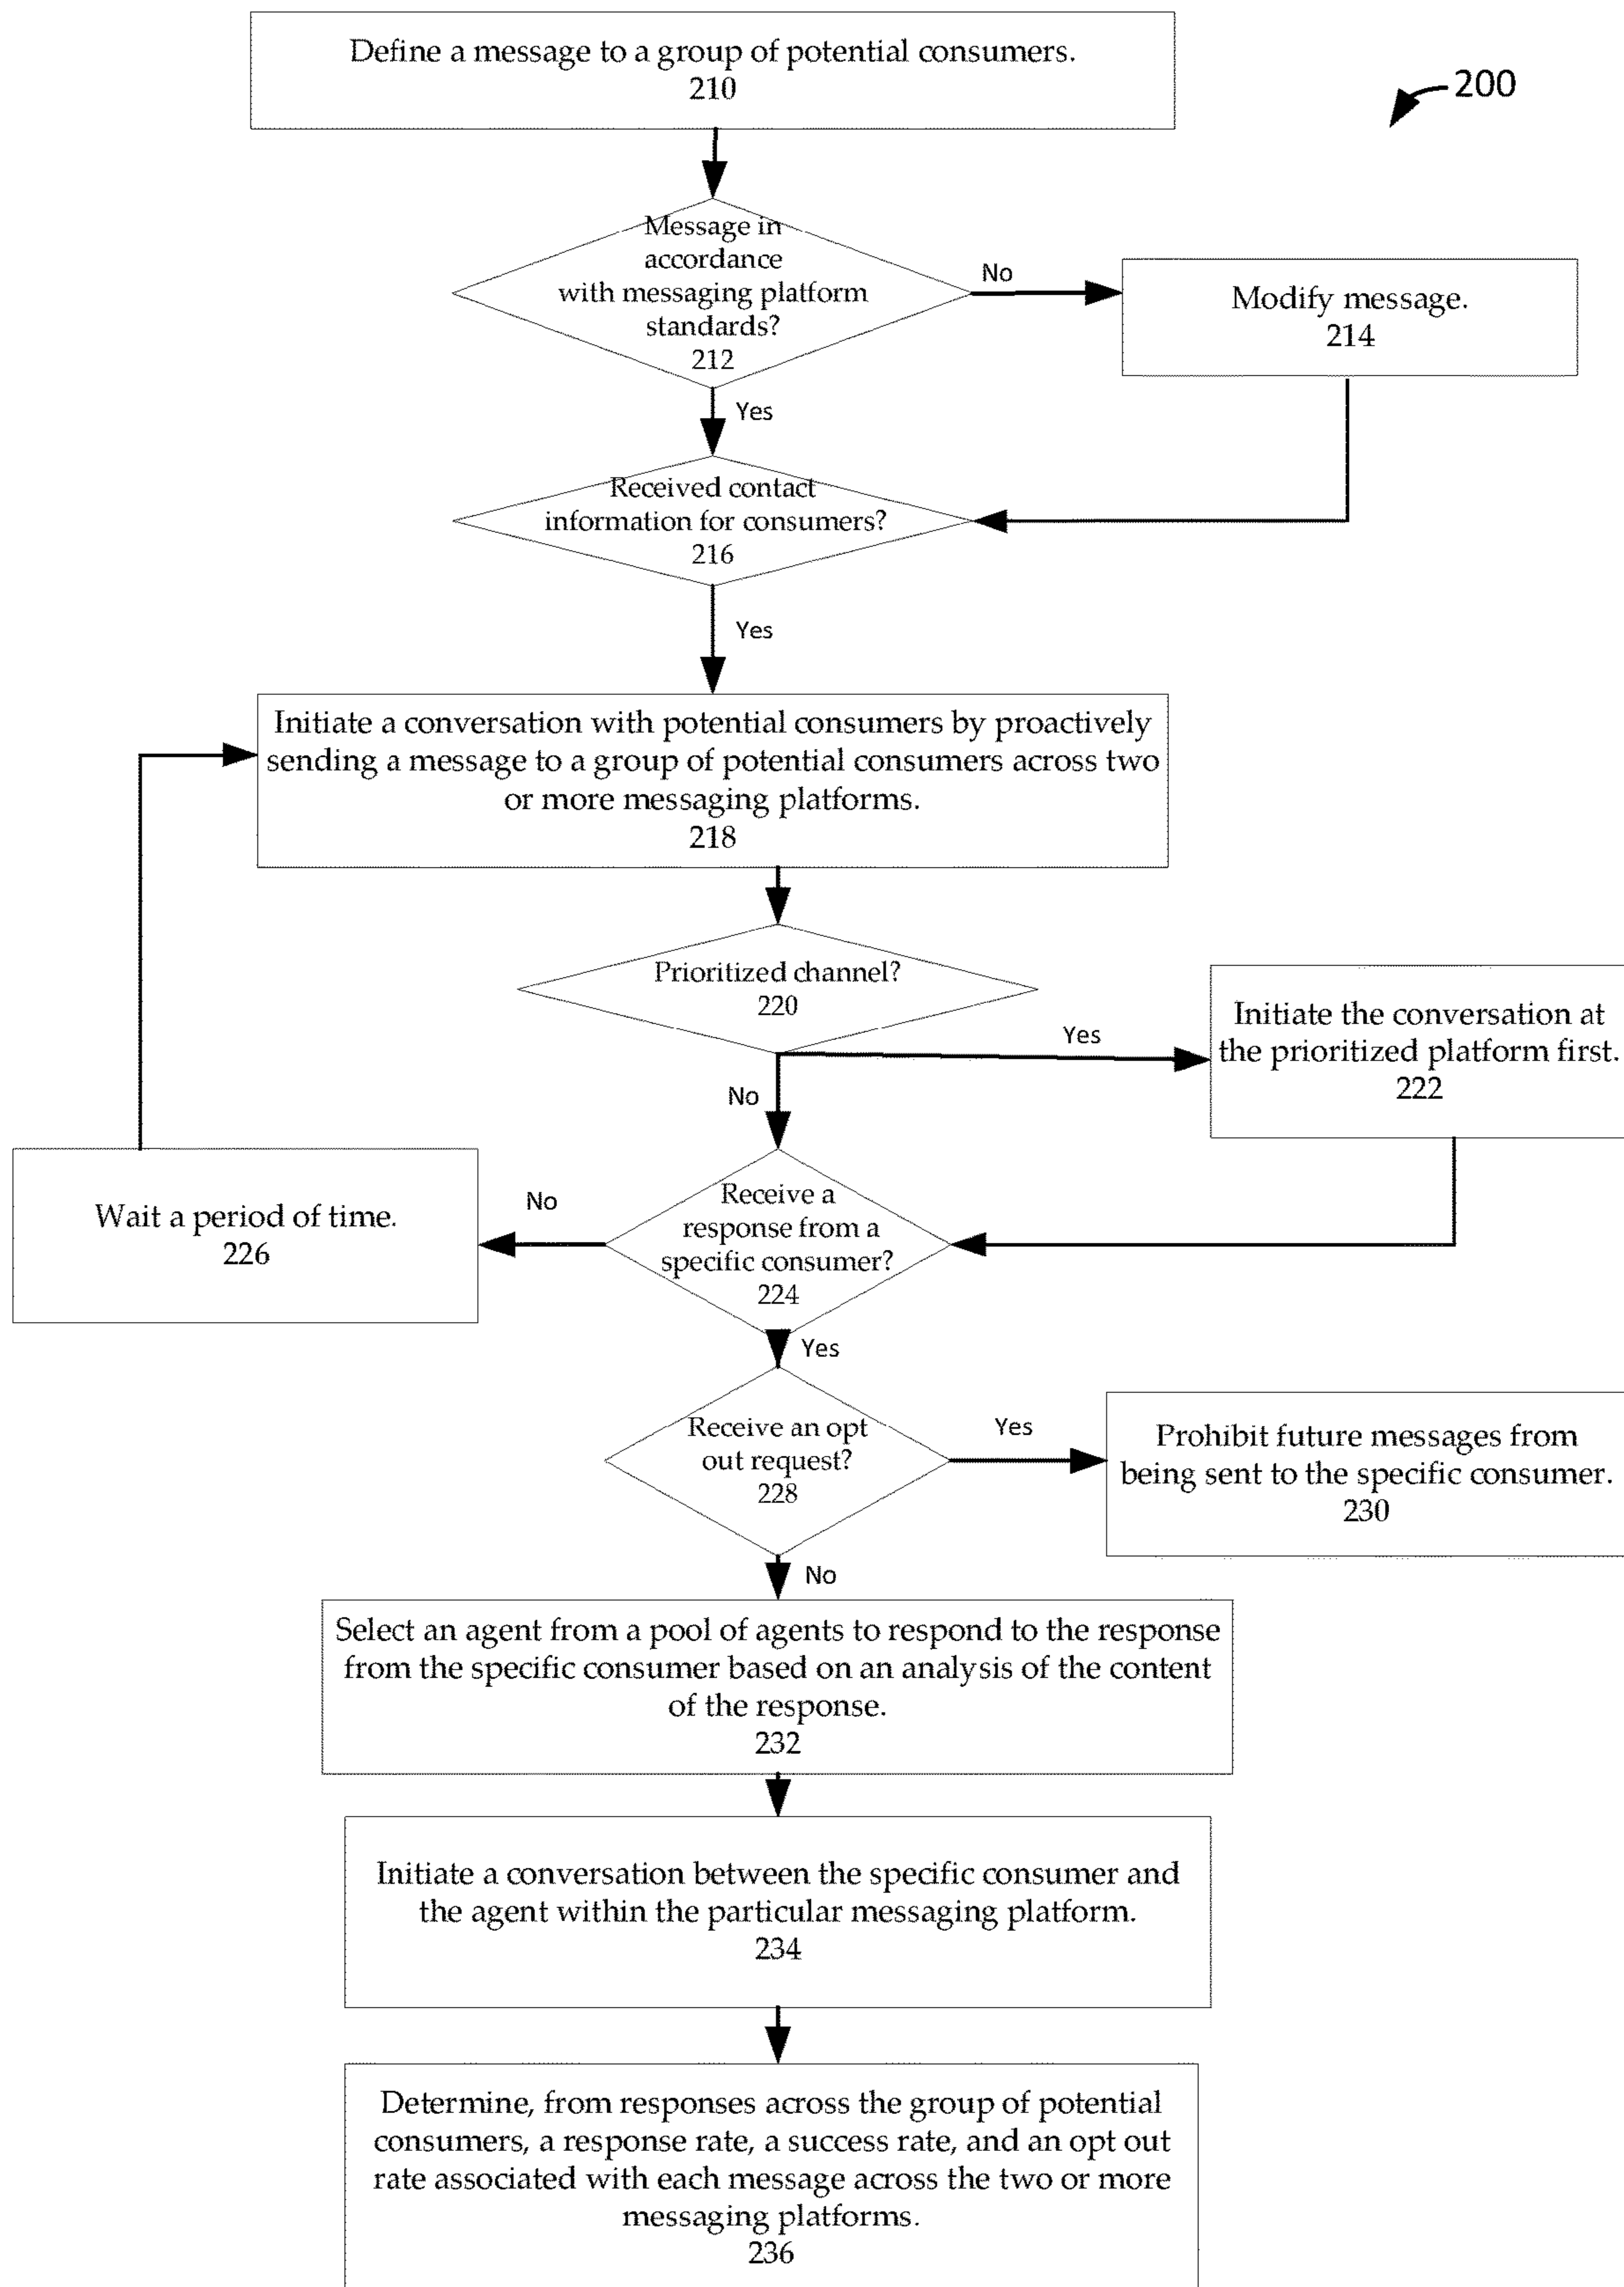 Define a message to a group of potential consumers.
210
200
Message in
accordance
with messaging platform
standards?
212
No
Modify message.
214
Yes
Received contact
information for consumers?
216
Yes
Initiate a conversation with potential consumers by proactively
sending a message to a group of potential consumers across two
or more messaging platforms.
218
Prioritized channel?
220
Yes
Initiate the conversation at
the prioritized platform first.
222
No
Receive a
response from a
specific consumer?
224
No
Wait a period of time.
226
Yes
Receive an opt
out request?
228
Yes
Prohibit future messages from
being sent to the specific consumer.
230
No
Select an agent from a pool of agents to respond to the response
from the specific consumer based on an analysis of the content
of the response.
232
Initiate a conversation between the specific consumer and
the agent within the particular messaging platform.
234
Determine, from responses across the group of potential
consumers, a response rate, a success rate, and an opt out
rate associated with each message across the two or more
messaging platforms.
236